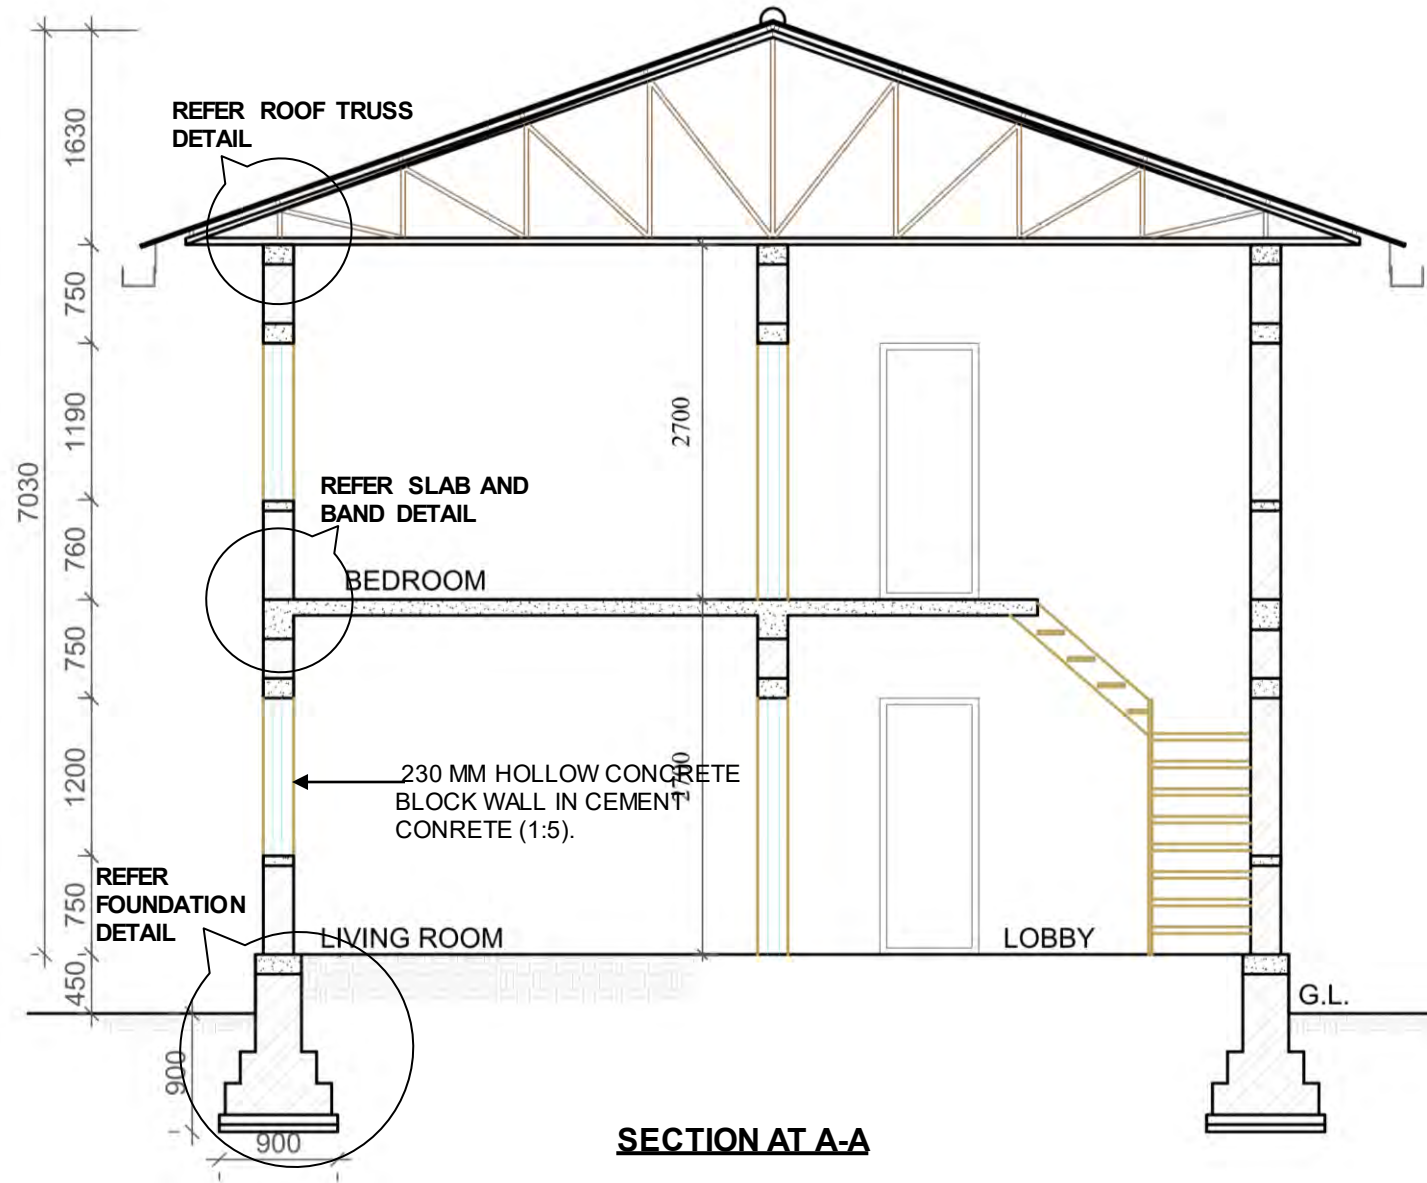 1630
REFER ROOF TRUSS
DETAIL
750
1190
2700
7030
REFER SLAB AND
BAND DETAIL
760
BEDROOM
750
1200
2700
230 MM HOLLOW CONCRETE
BLOCK WALL IN CEMENT
CONRETE (1:5).
REFER
FOUNDATION
DETAIL
750
LIVING ROOM
LOBBY
450
G.L.
900
900
SECTION AT A-A